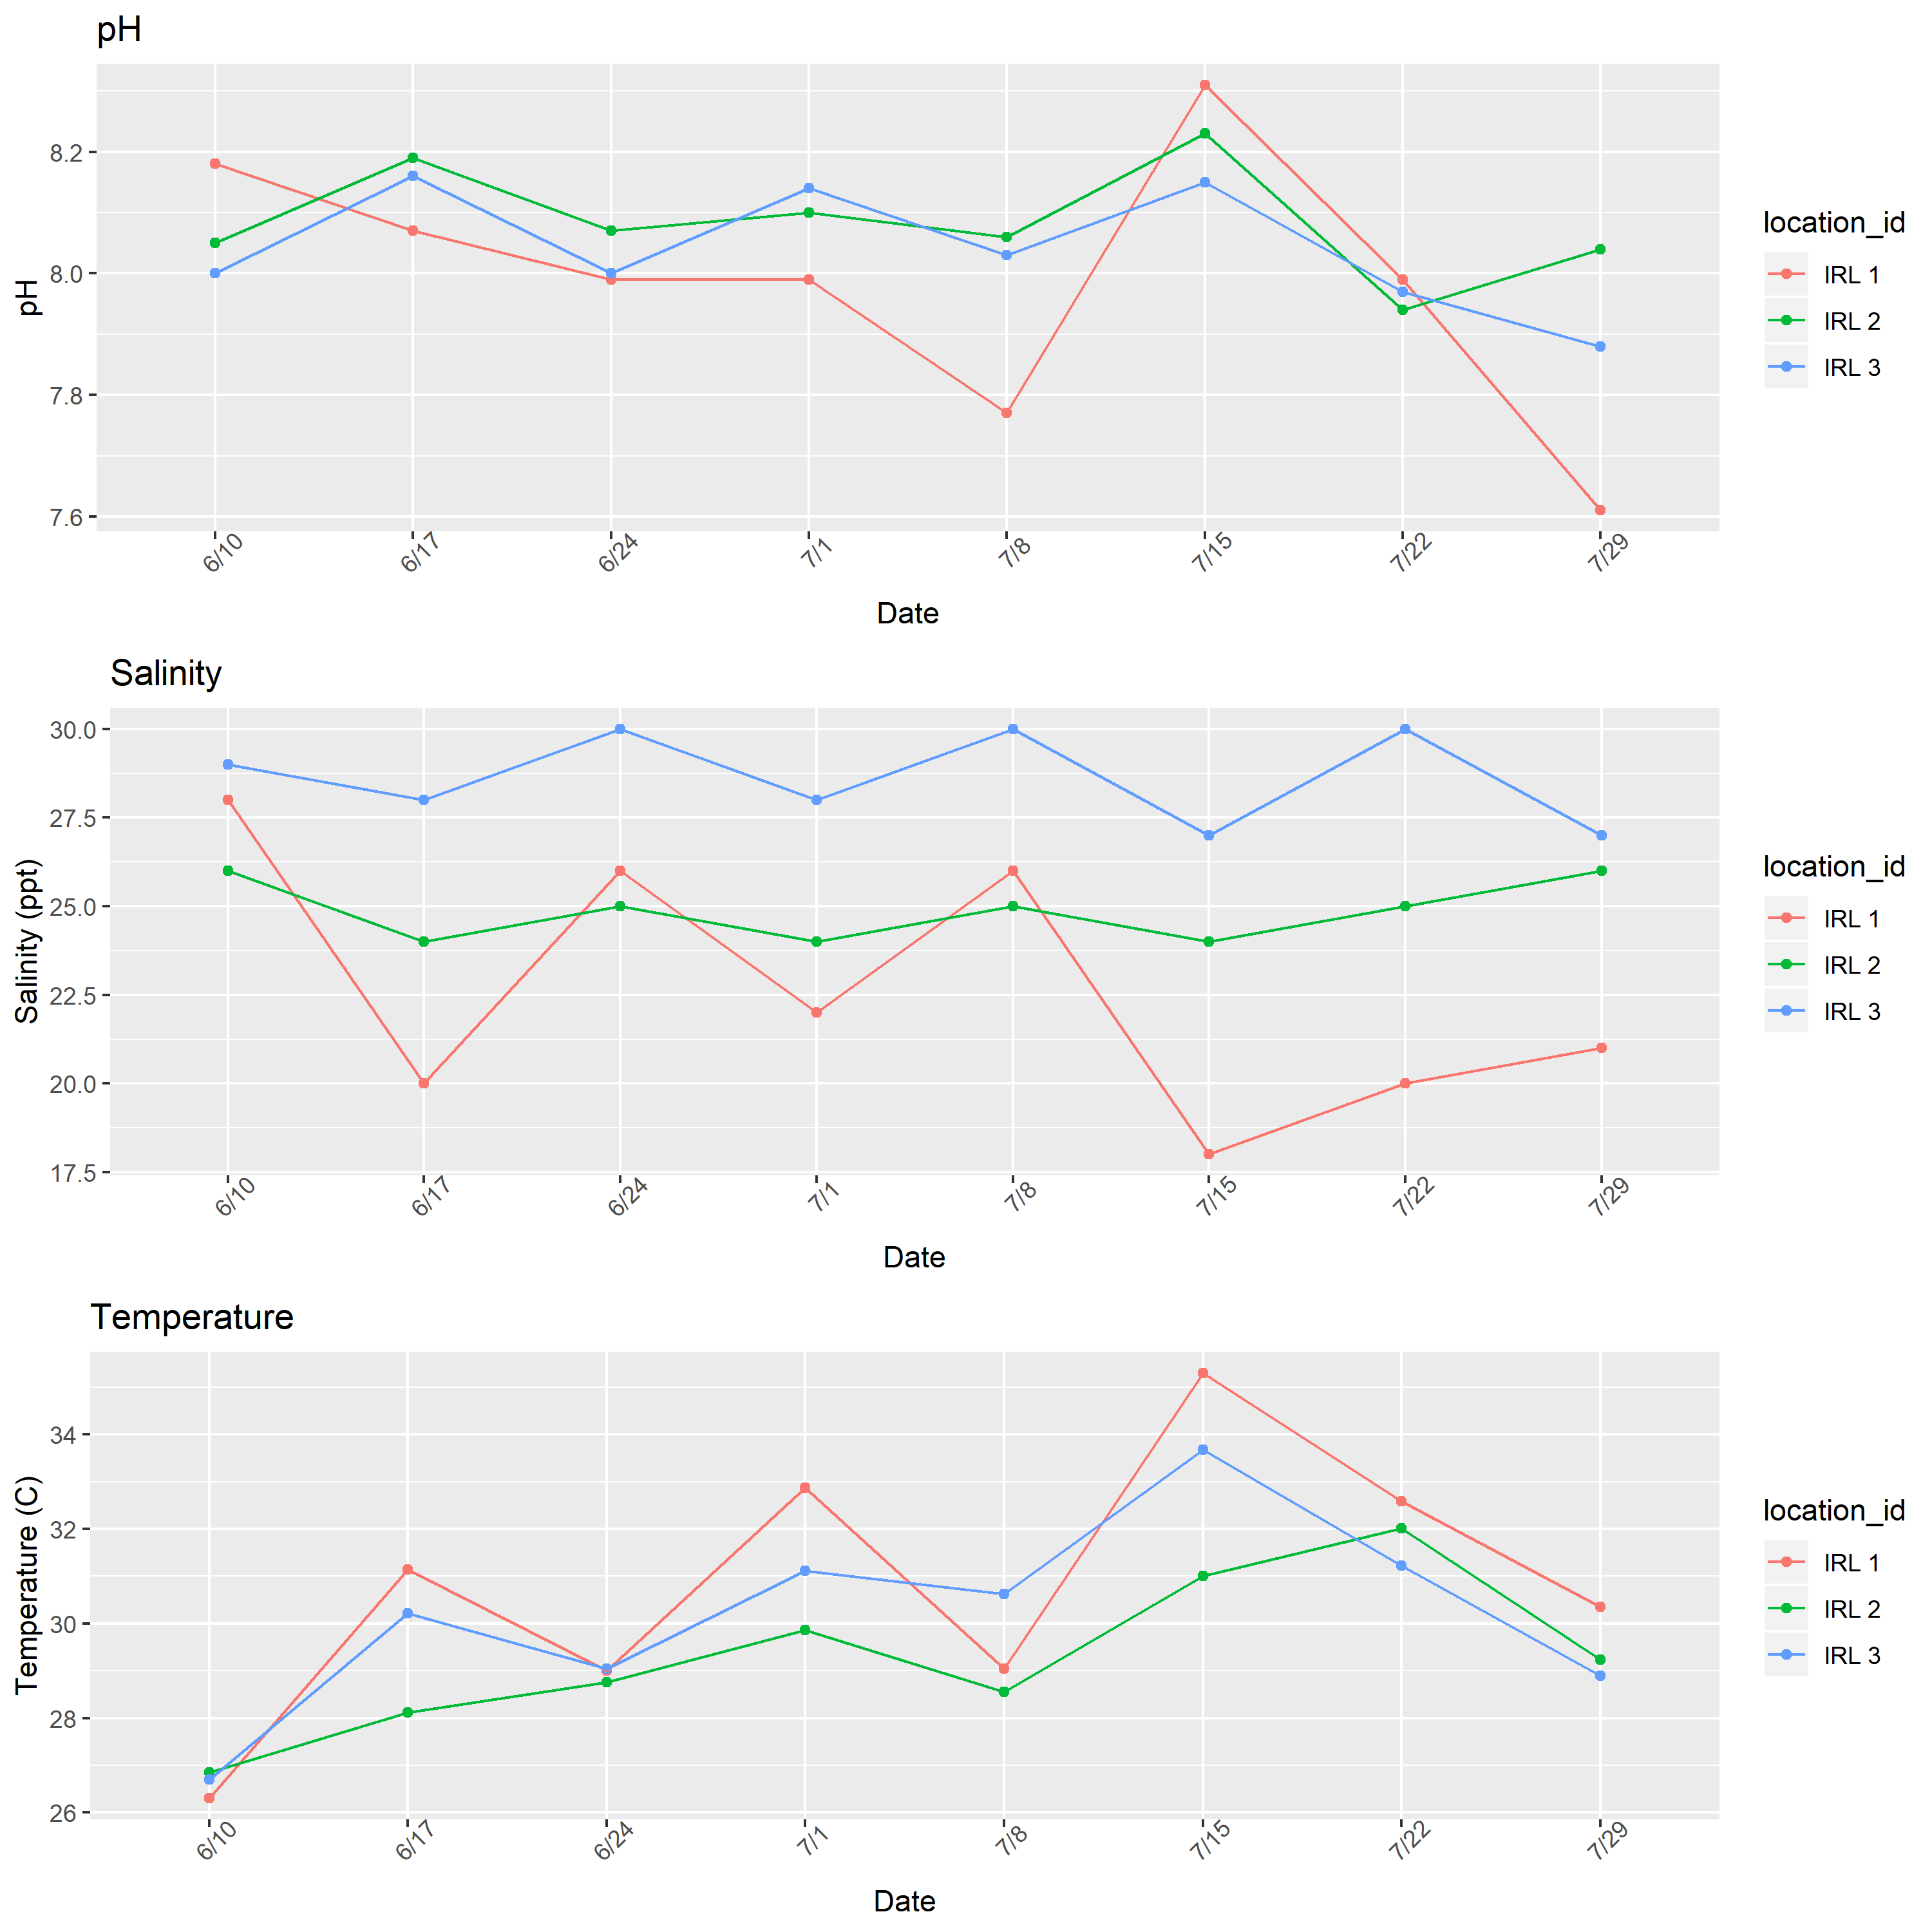 pH
8.2
8.0
7.8
7.6
pH
6/10 6/17 6/24 7/1 7/8 7/15 7/22 7/29
Date
location_id
IRL 1
IRL 2
IRL 3
Salinity
30.0
27.5
25.0
22.5
20.0
17.5
Salinity (ppt)
6/10 6/17 6/24 7/1 7/8 7/15 7/22 7/29
Date
location_id
IRL 1
IRL 2
IRL 3
Temperature
34
32
30
28
26
Temperature (C)
6/10 6/17 6/24 7/1 7/8 7/15 7/22 7/29
Date
location_id
IRL 1
IRL 2
IRL 3